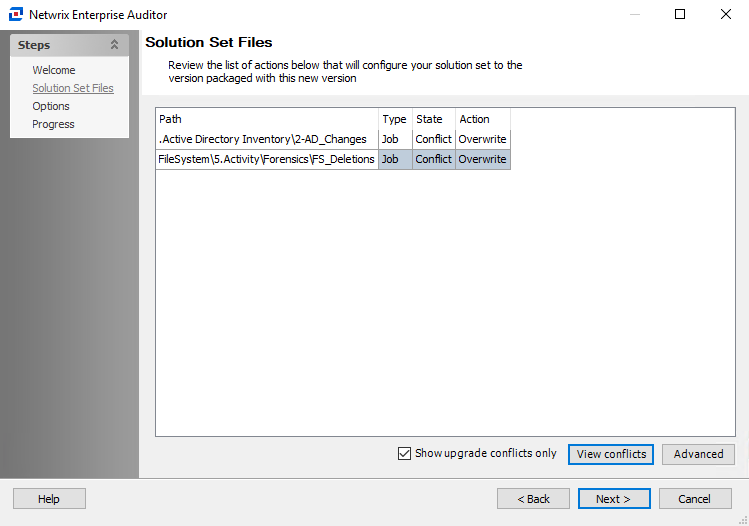 Netwrix Enterprise Auditor
Steps
Welcome
Solution Set Files
Options
Progress
Solution Set Files
Review the list of actions below that will configure your solution set to the
version packaged with this new version
Path Type State Action
.Active Directory Inventory\2-AD_Changes Job Conflict Overwrite
FileSystem\5.Activity\Forensics\FS_Deletions Job Conflict Overwrite
Show upgrade conflicts only View conflicts Advanced
Help < Back Next > Cancel